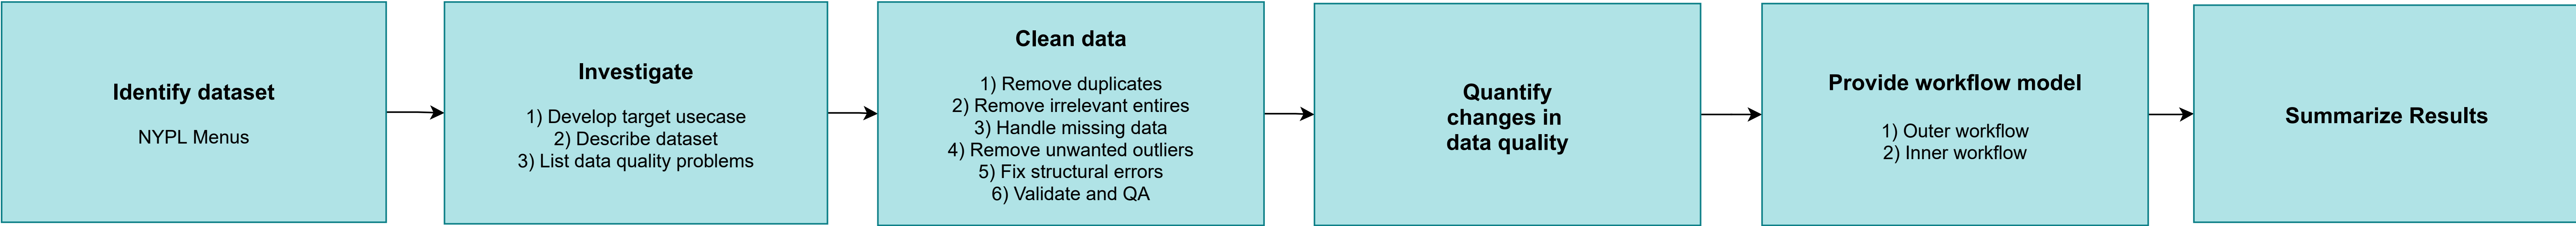 Identify dataset
NYPL Menus
Investigate
1) Develop target usecase
2) Describe dataset
3) List data quality problems
Clean data
1) Remove duplicates
2) Remove irrelevant entires
3) Handle missing data
4) Remove unwanted outliers
5) Fix structural errors
6) Validate and QA
Quantify
changes in
data quality
Provide workflow model
1) Outer workflow
2) Inner workflow
Summarize Results